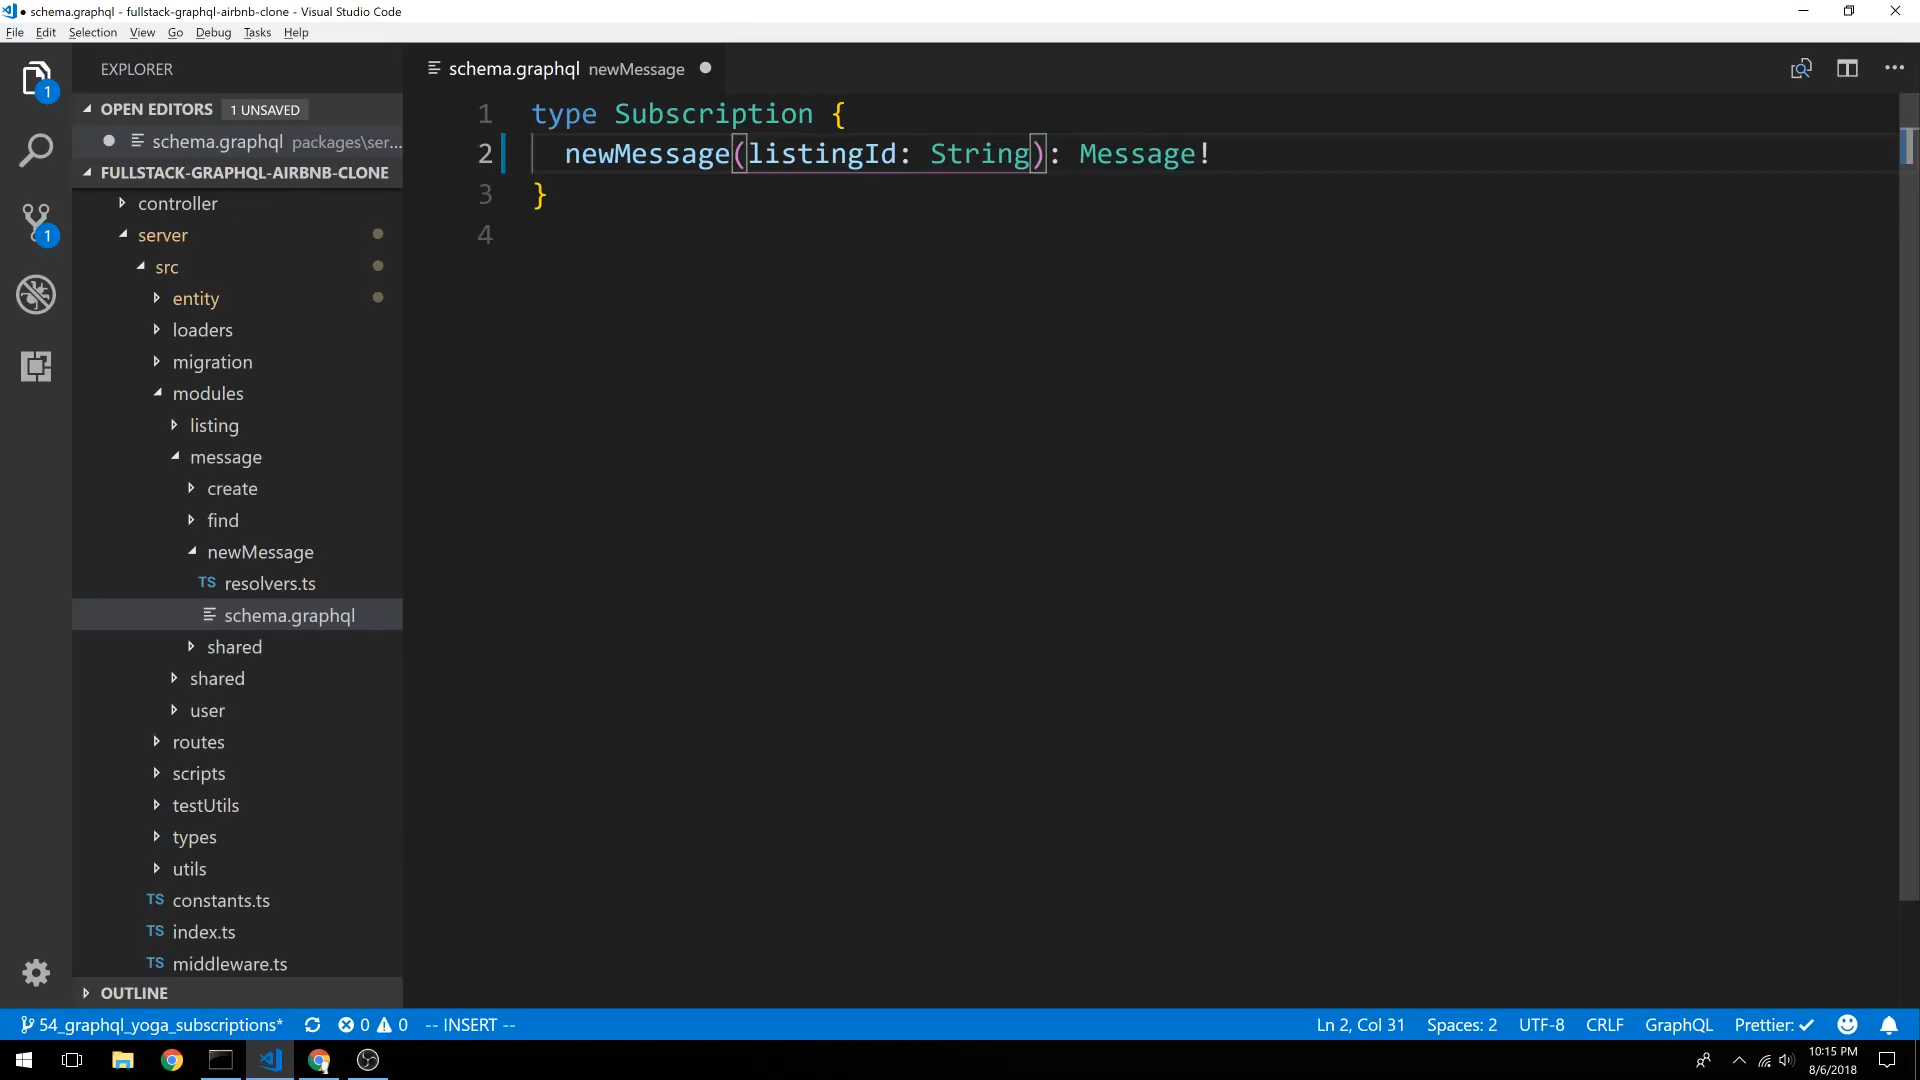 ● schema.graphql - fullstack-graphql-airbnb-clone - Visual Studio Code
File Edit Selection View Go Debug Tasks Help
EXPLORER
schema.graphql newMessage
1
OPEN EDITORS 1 UNSAVED
schema.graphql packages\ser...
FULLSTACK-GRAPHQL-AIRBNB-CLONE
controller
1
server
src
entity
loaders
migration
modules
listing
message
create
find
newMessage
TS resolvers.ts
schema.graphql
shared
shared
user
routes
scripts
testUtils
types
utils
TS constants.ts
TS index.ts
TS middleware.ts
OUTLINE
1 type Subscription {
2 newMessage(listingId: String): Message!
3 }
4
54_graphql_yoga_subscriptions* 0 0 -- INSERT -- Ln 2, Col 31 Spaces: 2 UTF-8 CRLF GraphQL Prettier: ✓
10:15 PM
8/6/2018